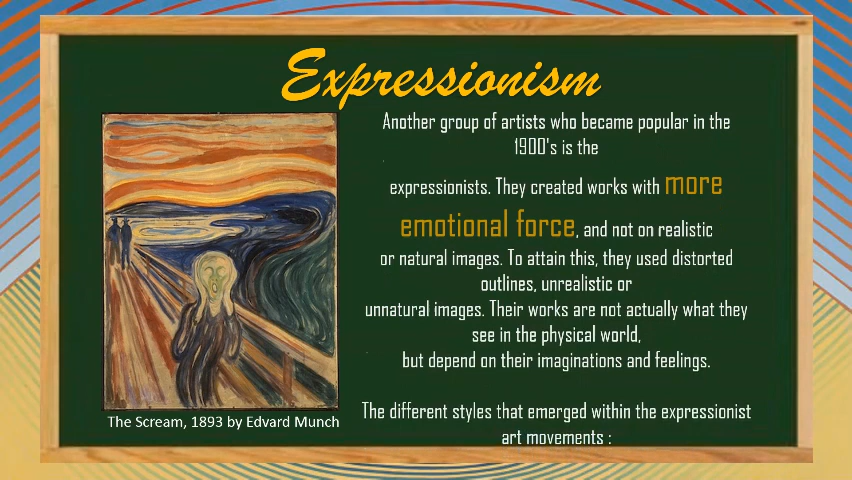 Expressionism
Another group of artists who became popular in the
1900's is the
expressionists. They created works with more
emotional force, and not on realistic
or natural images. To attain this, they used distorted
outlines, unrealistic or
unnatural images. Their works are not actually what they
see in the physical world,
but depend on their imaginations and feelings.
The Scream, 1893 by Edvard Munch
The different styles that emerged within the expressionist
art movements :